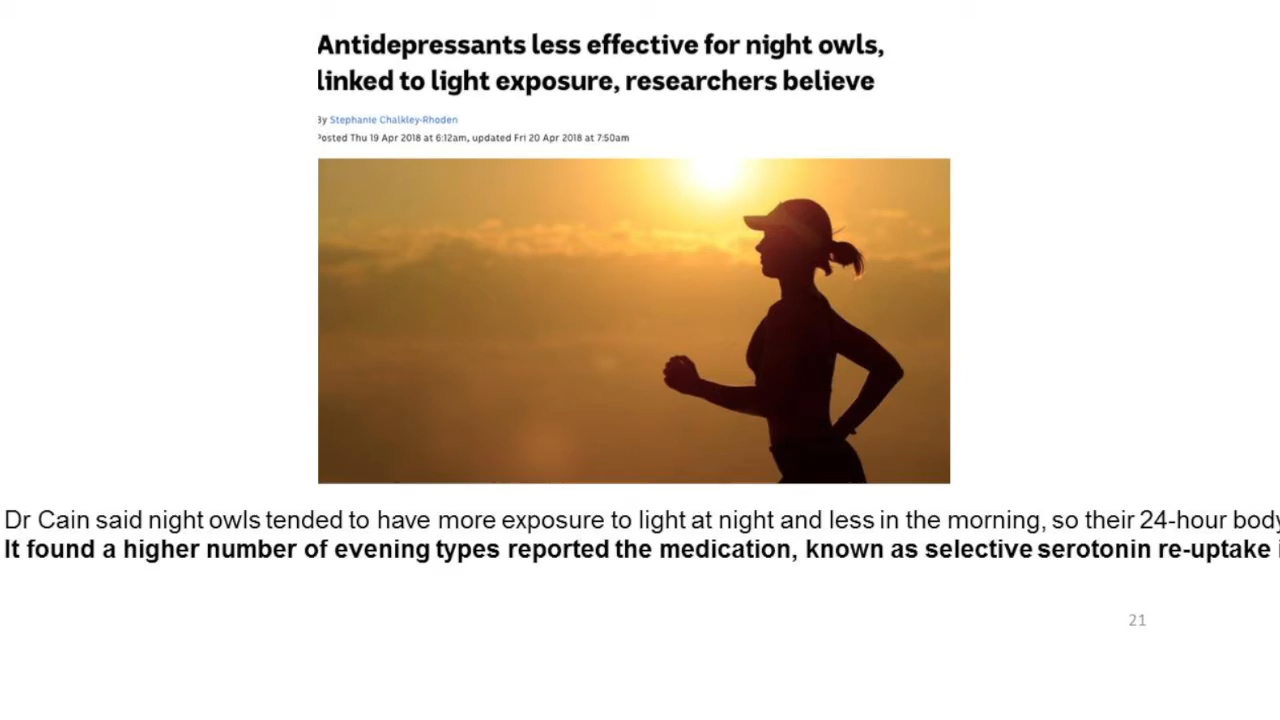 Antidepressants less effective for night owls,
linked to light exposure, researchers believe
By Stephanie Chalkley-Rhoden
Posted Thu 19 Apr 2018 at 6:12am, updated Fri 20 Apr 2018 at 7:50am
Dr Cain said night owls tended to have more exposure to light at night and less in the morning, so their 24-hour body
It found a higher number of evening types reported the medication, known as selective serotonin re-uptake
21